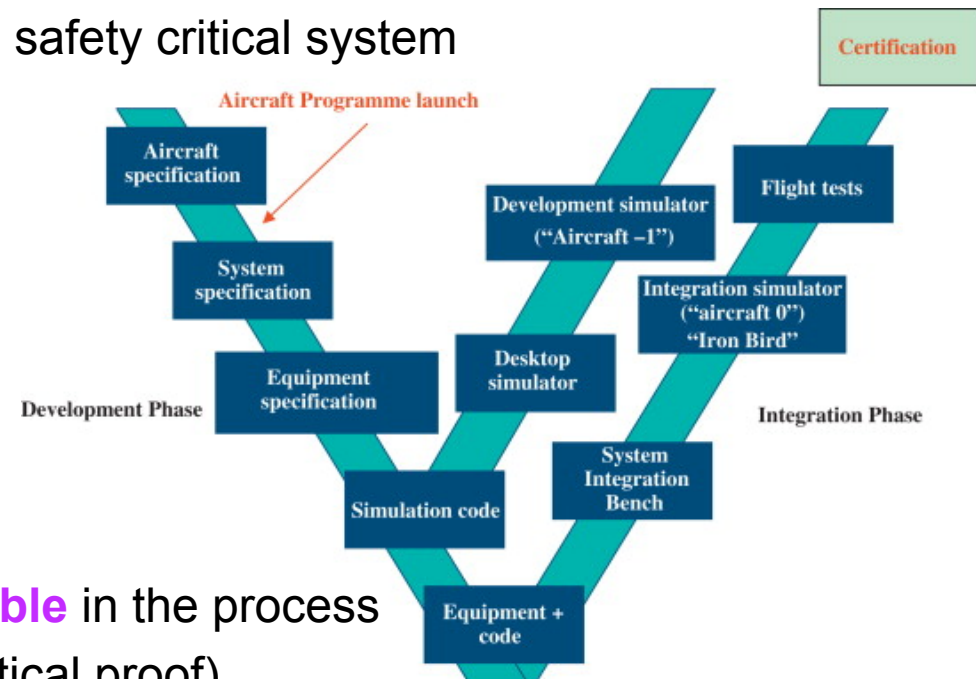 safety critical system
Certification
Aircraft Programme launch
Aircraft
specification
Flight tests
Development simulator
(“Aircraft –1”)
System
specification
Integration simulator
(“aircraft 0”)
“Iron Bird”
Desktop
simulator
Equipment
specification
Development Phase
Integration Phase
System
Integration
Bench
Simulation code
ble in the process
Equipment +
code
tical proof)